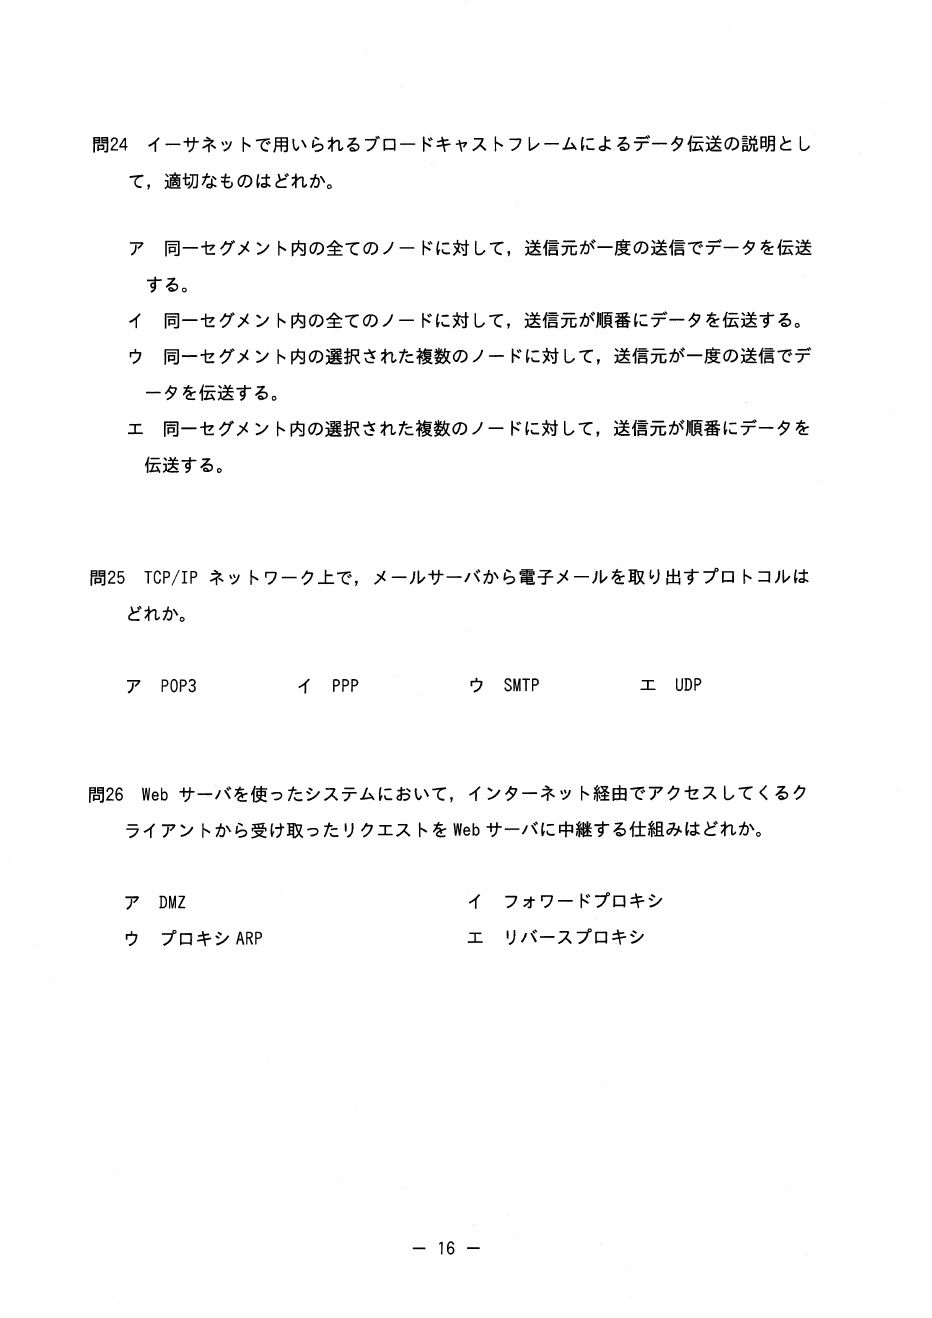 問24　イーサネットで用いられるブロードキャストフレームによるデータ伝送の説明とし
て，適切なものはどれか。
ア　同一セグメント内の全てのノードに対して，送信元が一度の送信でデータを伝送
する。
イ　同一セグメント内の全てのノードに対して，送信元が順番にデータを伝送する。
ウ　同一セグメント内の選択された複数のノードに対して，送信元が一度の送信でデ
ータを伝送する。
エ　同一セグメント内の選択された複数のノードに対して，送信元が順番にデータを
伝送する。
問25　TCP/IP ネットワーク上で，メールサーバから電子メールを取り出すプロトコルは
どれか。
ア　POP3　イ　PPP　ウ　SMTP　エ　UDP
問26　Web サーバを使ったシステムにおいて，インターネット経由でアクセスしてくるク
ライアントから受け取ったリクエストを Web サーバに中継する仕組みはどれか。
ア　DMZ　イ　フォワードプロキシ
ウ　プロキシ ARP　エ　リバースプロキシ
― 16 ―